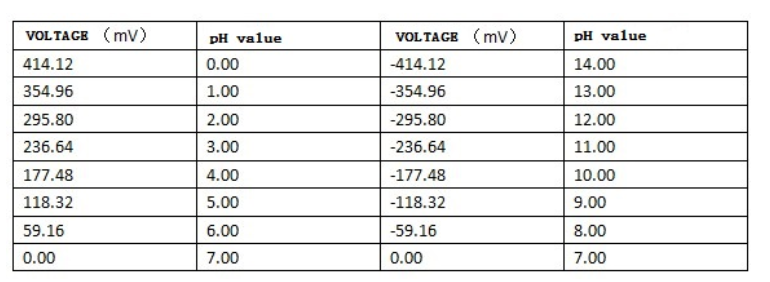 VOLTAGE （mV） pH value VOLTAGE （mV） pH value
414.12 0.00 -414.12 14.00
354.96 1.00 -354.96 13.00
295.80 2.00 -295.80 12.00
236.64 3.00 -236.64 11.00
177.48 4.00 -177.48 10.00
118.32 5.00 -118.32 9.00
59.16 6.00 -59.16 8.00
0.00 7.00 0.00 7.00